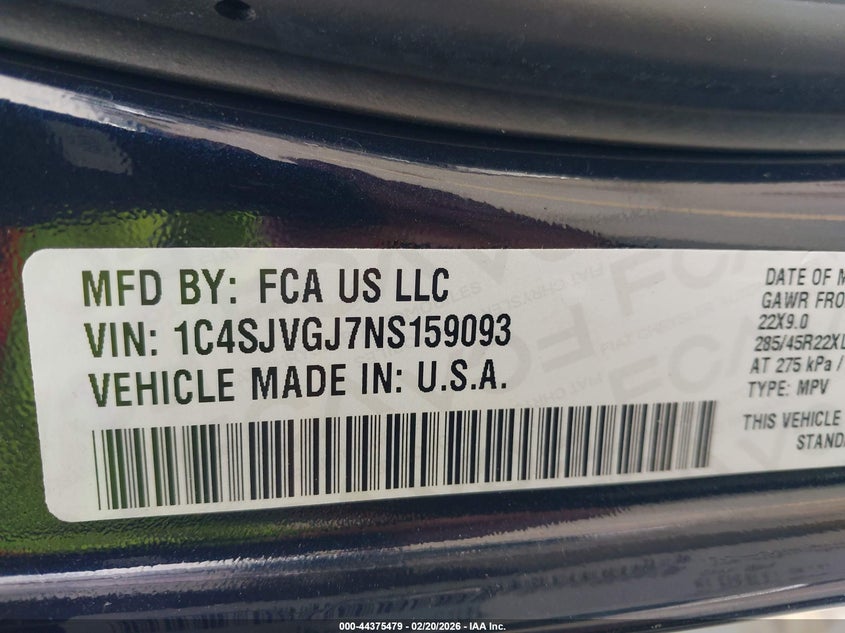 MFD BY: FCA US LLC
VIN: 1C4SJVGJ7NS159093
VEHICLE MADE IN: U.S.A.
DATE OF M
GAWR FRO
22X9.0
285/45R22XL
AT 275 kPa /
TYPE: MPV
THIS VEHICLE
STAND
000-44375479 - 02/20/2026 - IAA Inc.